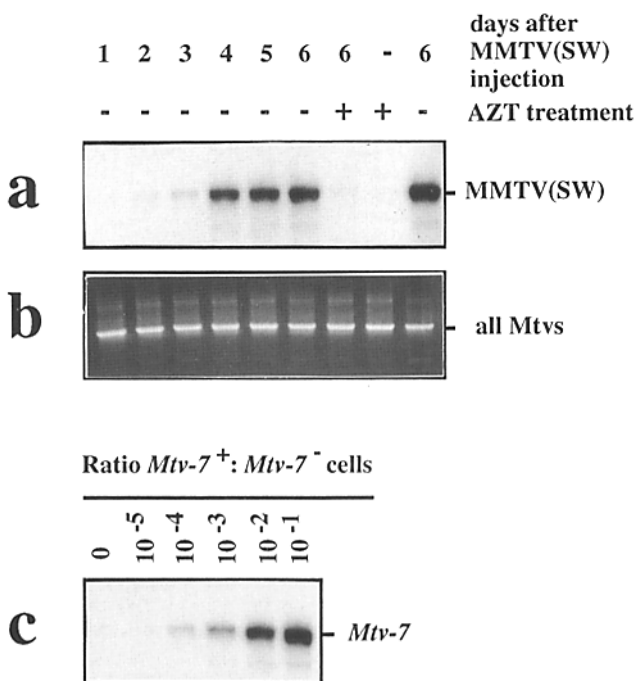 days after
1 2 3 4 5 6 6 - 6 MMTV(SW)
injection
- - - - - - + + - AZT treatment
a MMTV(SW)
b all Mtvs
Ratio Mtv-7 +: Mtv-7 - cells
0 10 -5 10 -4 10 -3 10 -2 10 -1
c Mtv-7